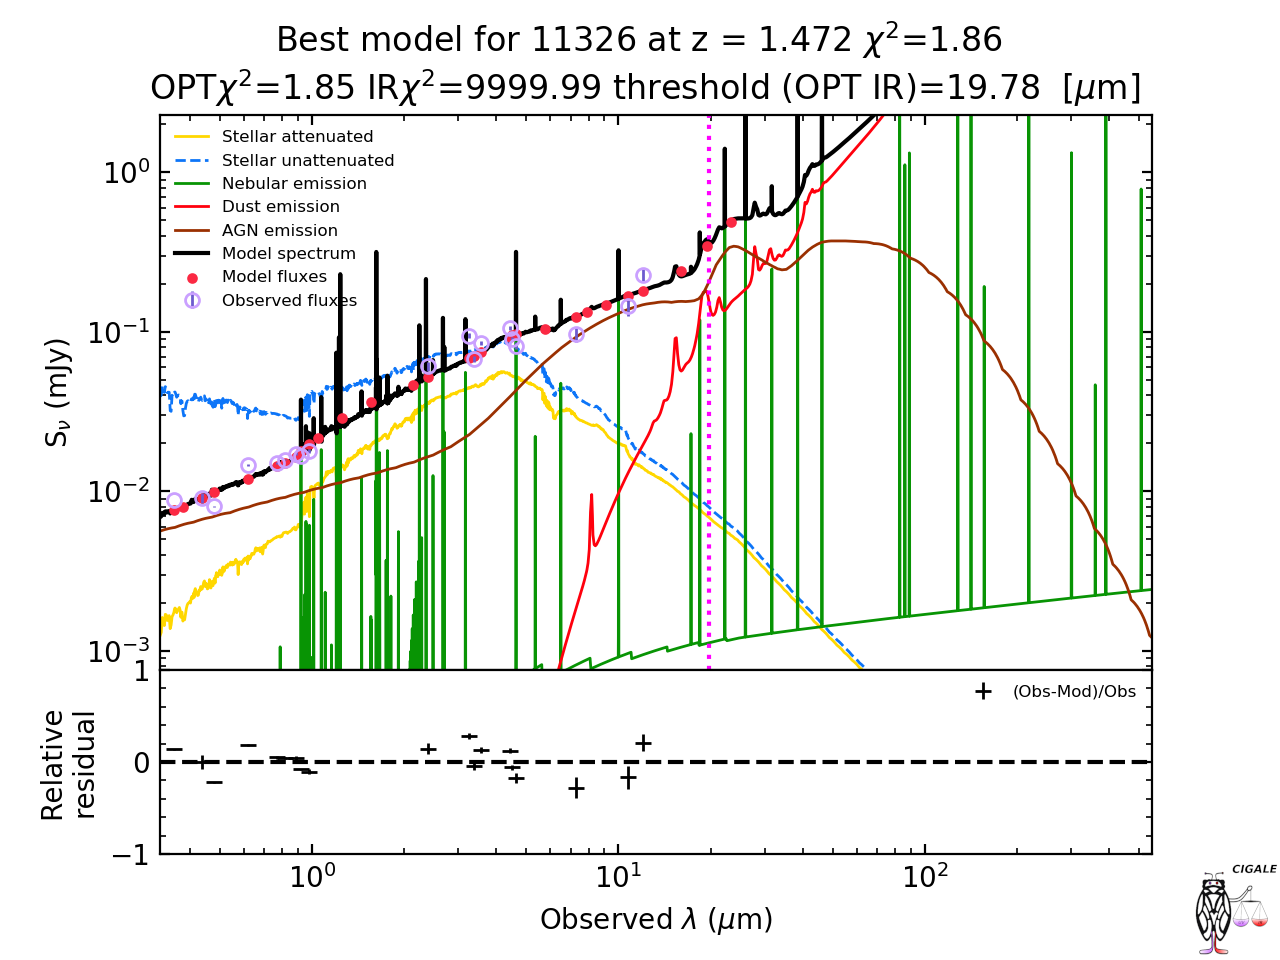 Best model for 11326 at z = 1.472 χ²=1.86
OPTχ²=1.85 IRχ²=9999.99 threshold (OPT IR)=19.78 [μm]
Stellar attenuated
Stellar unattenuated
Nebular emission
Dust emission
AGN emission
Model spectrum
Model fluxes
Observed fluxes
10⁰
10⁻¹
10⁻²
10⁻³
S_ν (mJy)
(Obs-Mod)/Obs
1
0
−1
Relative
residual
10⁰ 10¹ 10²
Observed λ (μm)
CIGALE